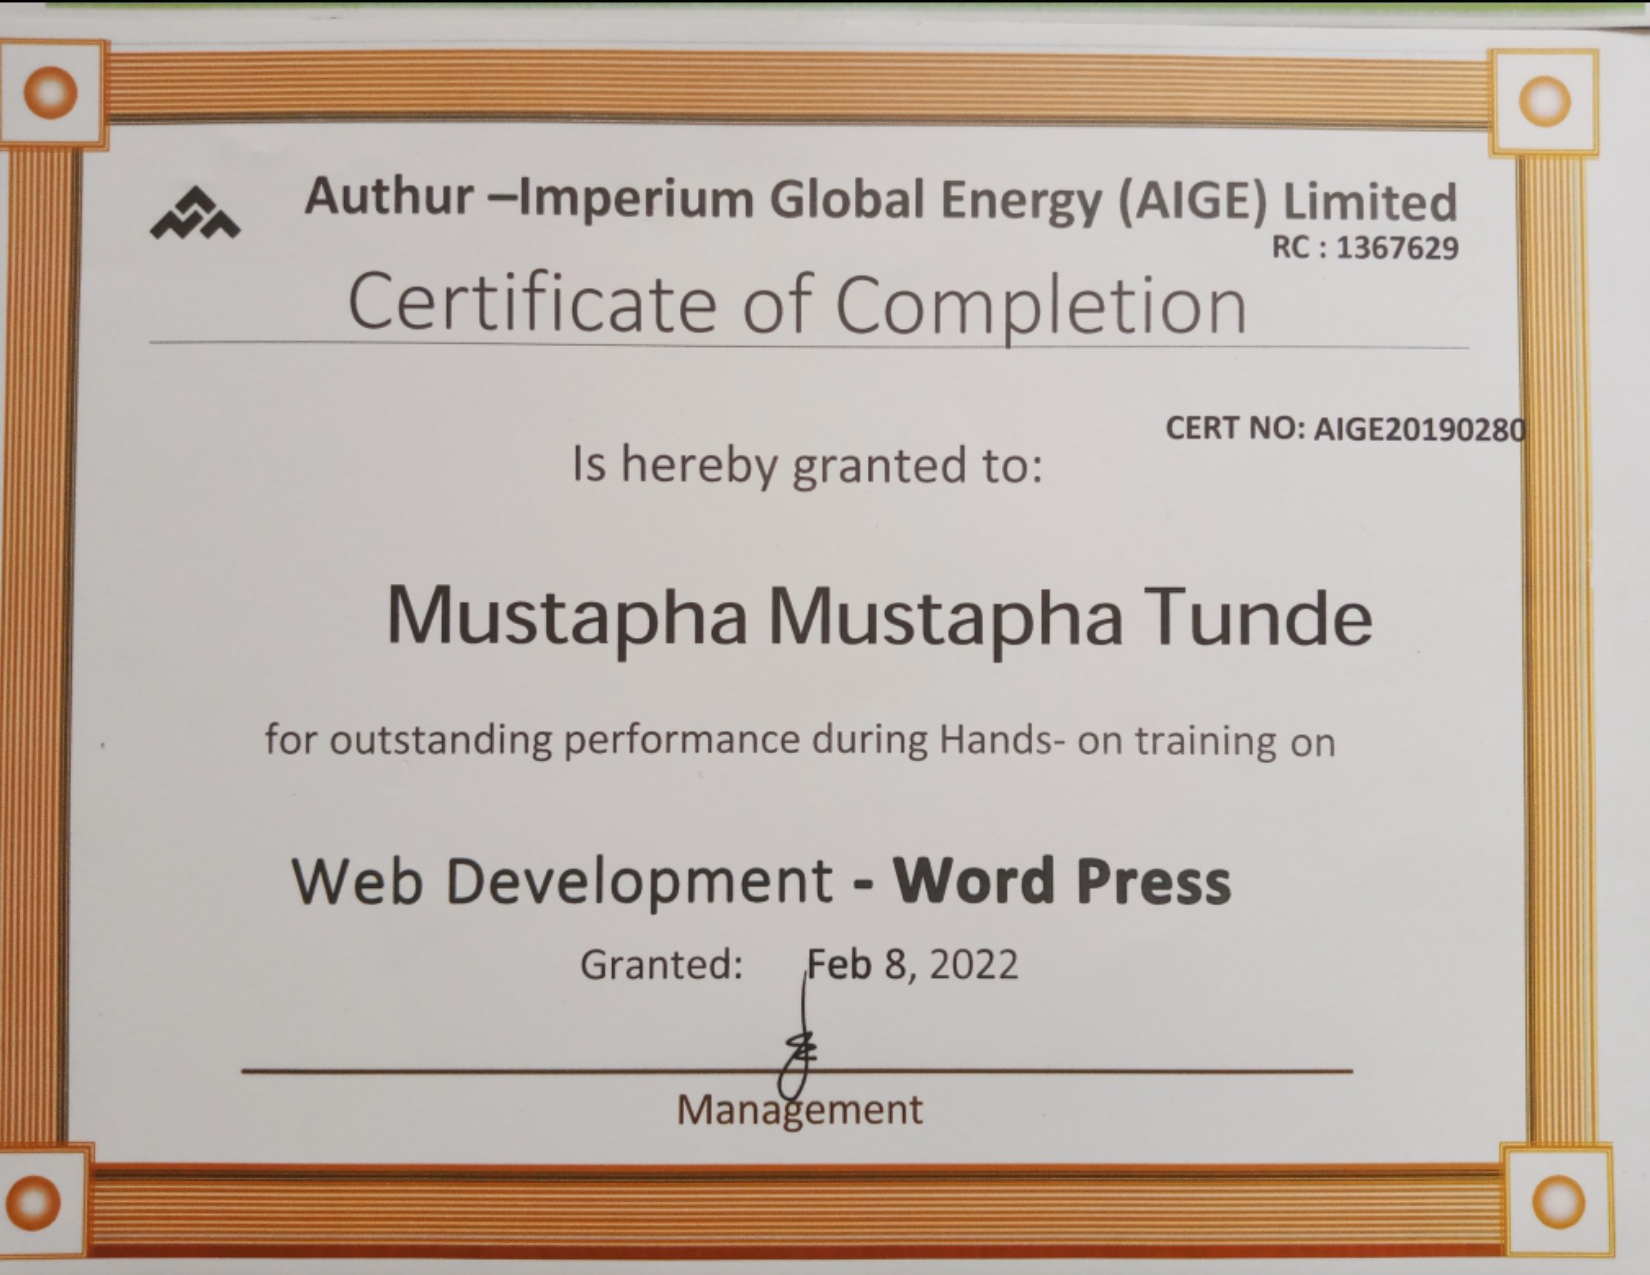 Authur –Imperium Global Energy (AIGE) Limited
RC : 1367629
Certificate of Completion
CERT NO: AIGE20190280
Is hereby granted to:
Mustapha Mustapha Tunde
for outstanding performance during Hands- on training on
Web Development - Word Press
Granted: Feb 8, 2022
Management